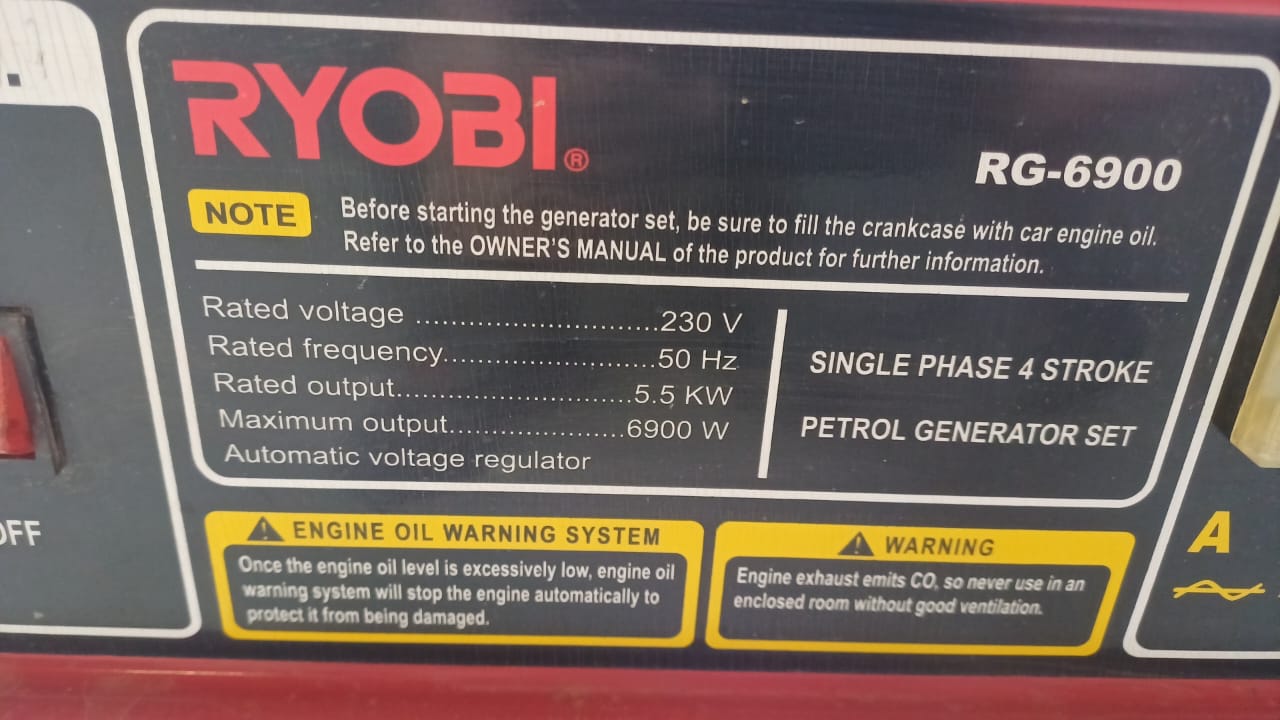 RYOBI®
RG-6900
NOTE
Before starting the generator set, be sure to fill the crankcase with car engine oil.
Refer to the OWNER'S MANUAL of the product for further information.
Rated voltage ............................230 V
Rated frequency.........................50 Hz
Rated output............................5.5 KW
Maximum output.....................6900 W
Automatic voltage regulator
SINGLE PHASE 4 STROKE
PETROL GENERATOR SET
OFF
ENGINE OIL WARNING SYSTEM
Once the engine oil level is excessively low, engine oil
warning system will stop the engine automatically to
protect it from being damaged.
WARNING
Engine exhaust emits CO, so never use in an
enclosed room without good ventilation.
A